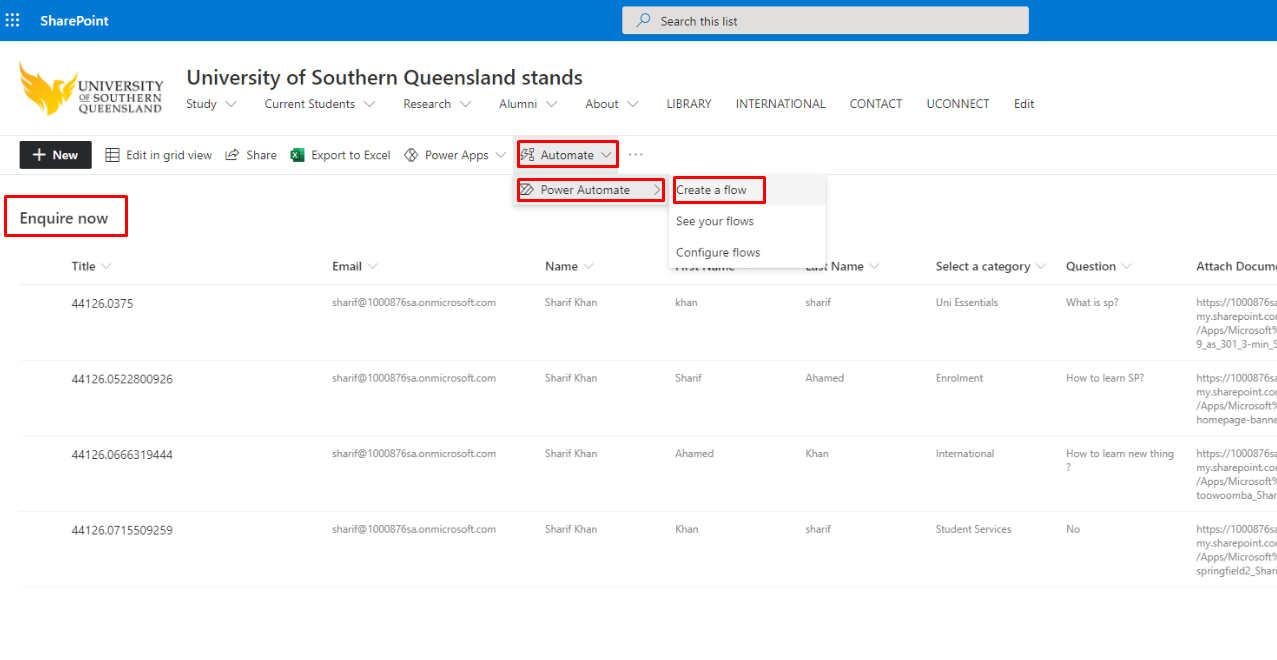 SharePoint
Search this list
UNIVERSITY
OF SOUTHERN
QUEENSLAND
University of Southern Queensland stands
Study Current Students Research Alumni About LIBRARY INTERNATIONAL CONTACT UCONNECT Edit
New Edit in grid view Share Export to Excel Power Apps Automate ...
Power Automate Create a flow
See your flows
Configure flows
Enquire now
Title Email Name First Name Last Name Select a category Question Attach Docume
44126.0375 sharif@1000876sa.onmicrosoft.com Sharif Khan khan sharif Uni Essentials What is sp? https://1000876sa
my.sharepoint.com
/Apps/Microsoft%
9_as_301_3-min_S
44126.0522800926 sharif@1000876sa.onmicrosoft.com Sharif Khan Sharif Ahamed Enrolment How to learn SP? https://1000876sa
my.sharepoint.com
/Apps/Microsoft%
homepage-banne
44126.0666319444 sharif@1000876sa.onmicrosoft.com Sharif Khan Ahamed Khan International How to learn new thing https://1000876sa
? my.sharepoint.com
/Apps/Microsoft%
toowoomba_Shar
44126.0715509259 sharif@1000876sa.onmicrosoft.com Sharif Khan Khan sharif Student Services No https://1000876sa
my.sharepoint.com
/Apps/Microsoft%
springfield2_Shari